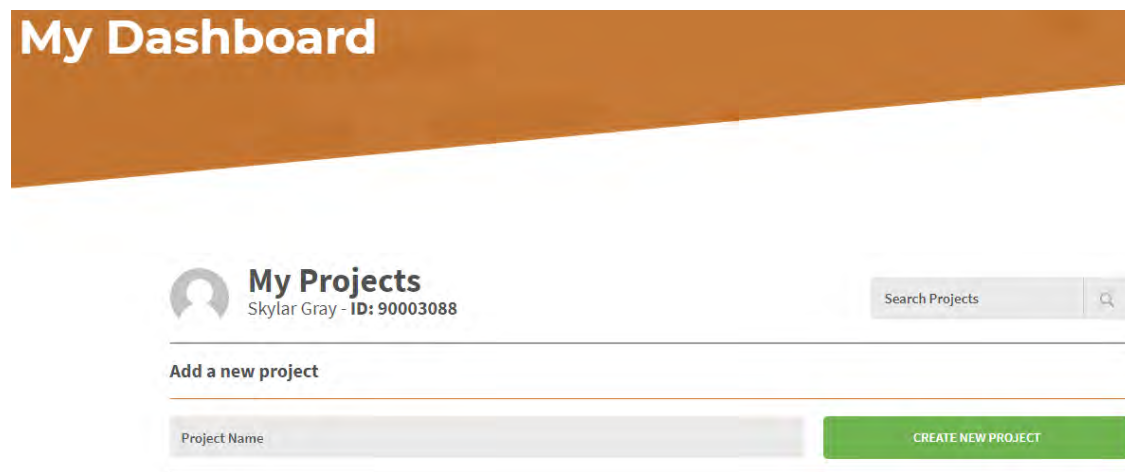 My Dashboard
My Projects
Skylar Gray - ID: 90003088
Search Projects
Add a new project
Project Name
CREATE NEW PROJECT